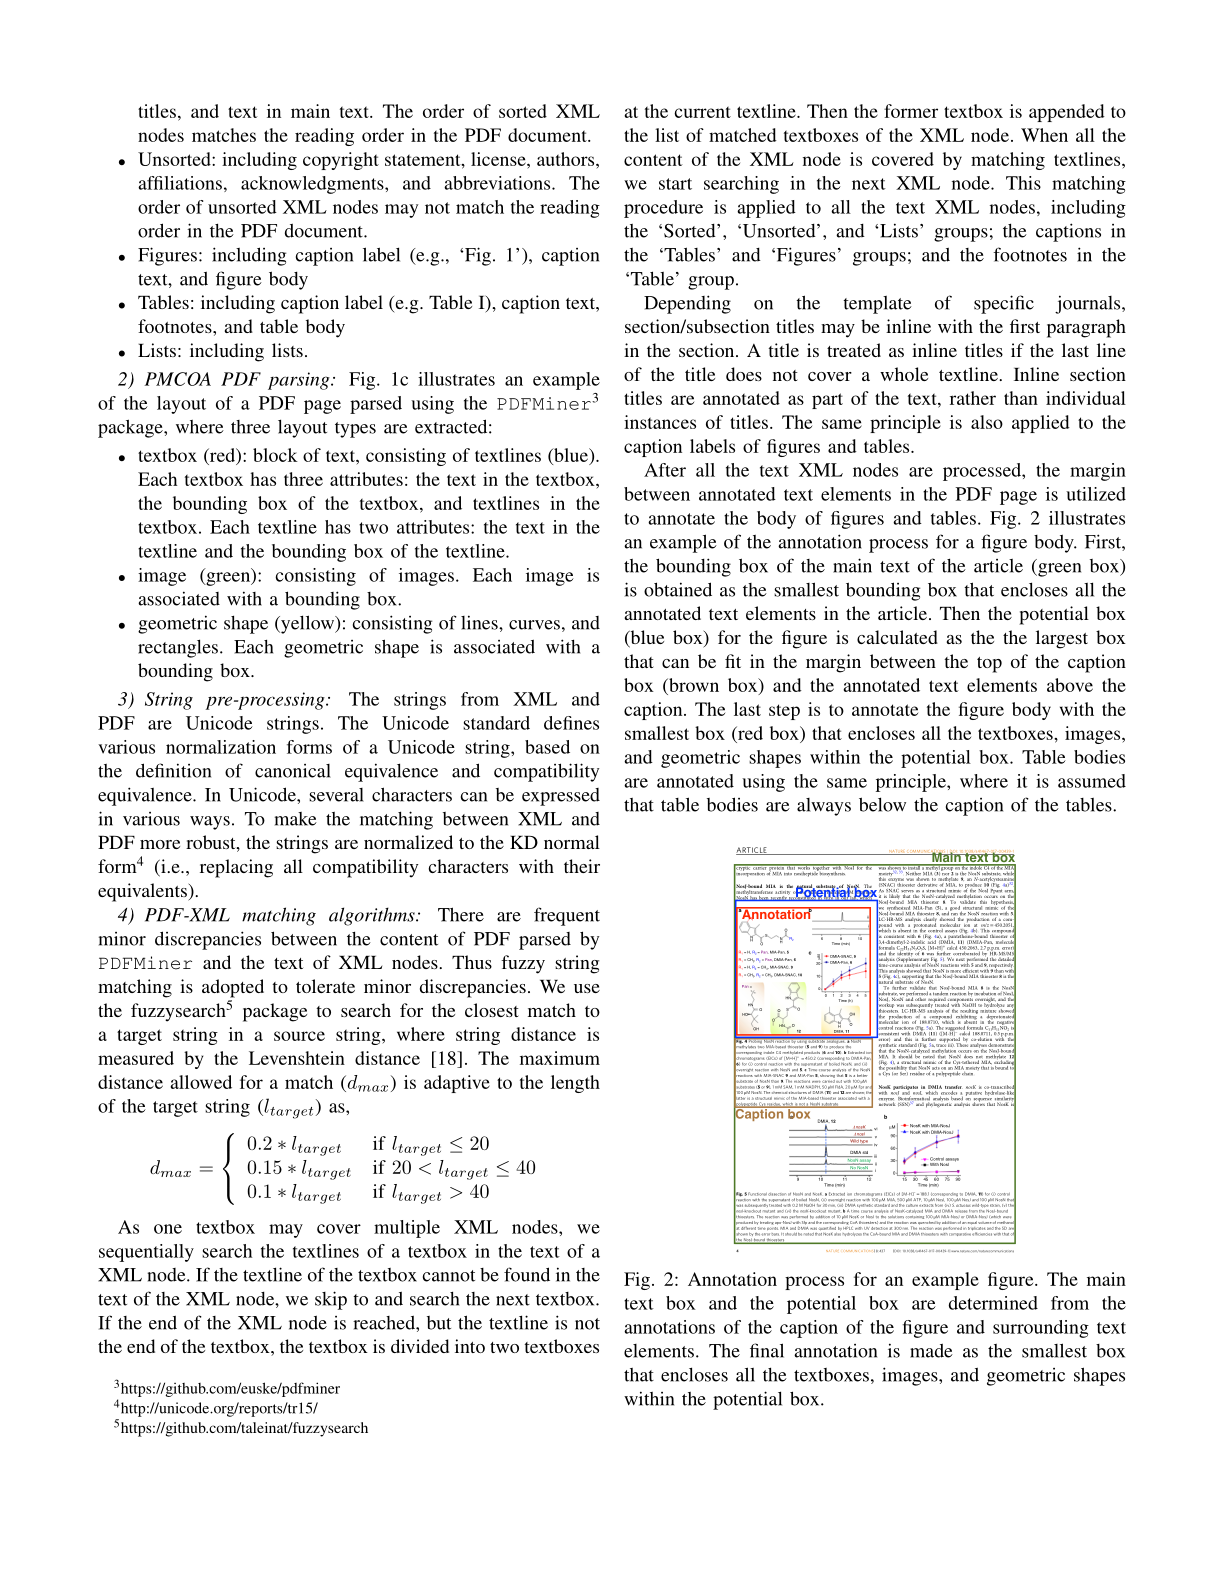 titles, and text in main text. The order of sorted XML
nodes matches the reading order in the PDF document.
• Unsorted: including copyright statement, license, authors,
affiliations, acknowledgments, and abbreviations. The
order of unsorted XML nodes may not match the reading
order in the PDF document.
• Figures: including caption label (e.g., ‘Fig. 1’), caption
text, and figure body
• Tables: including caption label (e.g. Table I), caption text,
footnotes, and table body
• Lists: including lists.
2) PMCOA PDF parsing: Fig. 1c illustrates an example
of the layout of a PDF page parsed using the PDFMiner³
package, where three layout types are extracted:
• textbox (red): block of text, consisting of textlines (blue).
Each textbox has three attributes: the text in the textbox,
the bounding box of the textbox, and textlines in the
textbox. Each textline has two attributes: the text in the
textline and the bounding box of the textline.
• image (green): consisting of images. Each image is
associated with a bounding box.
• geometric shape (yellow): consisting of lines, curves, and
rectangles. Each geometric shape is associated with a
bounding box.
3) String pre-processing: The strings from XML and
PDF are Unicode strings. The Unicode standard defines
various normalization forms of a Unicode string, based on
the definition of canonical equivalence and compatibility
equivalence. In Unicode, several characters can be expressed
in various ways. To make the matching between XML and
PDF more robust, the strings are normalized to the KD normal
form⁴ (i.e., replacing all compatibility characters with their
equivalents).
4) PDF-XML matching algorithms: There are frequent
minor discrepancies between the content of PDF parsed by
PDFMiner and the text of XML nodes. Thus fuzzy string
matching is adopted to tolerate minor discrepancies. We use
the fuzzysearch⁵ package to search for the closest match to
a target string in a source string, where string distance is
measured by the Levenshtein distance [18]. The maximum
distance allowed for a match (d_max) is adaptive to the length
of the target string (l_target) as,
d_max = { 0.2 * l_target if l_target ≤ 20
0.15 * l_target if 20 < l_target ≤ 40
0.1 * l_target if l_target > 40
As one textbox may cover multiple XML nodes, we
sequentially search the textlines of a textbox in the text of a
XML node. If the textline of the textbox cannot be found in the
text of the XML node, we skip to and search the next textbox.
If the end of the XML node is reached, but the textline is not
the end of the textbox, the textbox is divided into two textboxes
³https://github.com/euske/pdfminer
⁴http://unicode.org/reports/tr15/
⁵https://github.com/taleinat/fuzzysearch
at the current textline. Then the former textbox is appended to
the list of matched textboxes of the XML node. When all the
content of the XML node is covered by matching textlines,
we start searching in the next XML node. This matching
procedure is applied to all the text XML nodes, including
the ‘Sorted’, ‘Unsorted’, and ‘Lists’ groups; the captions in
the ‘Tables’ and ‘Figures’ groups; and the footnotes in the
‘Table’ group.
Depending on the template of specific journals,
section/subsection titles may be inline with the first paragraph
in the section. A title is treated as inline titles if the last line
of the title does not cover a whole textline. Inline section
titles are annotated as part of the text, rather than individual
instances of titles. The same principle is also applied to the
caption labels of figures and tables.
After all the text XML nodes are processed, the margin
between annotated text elements in the PDF page is utilized
to annotate the body of figures and tables. Fig. 2 illustrates
an example of the annotation process for a figure body. First,
the bounding box of the main text of the article (green box)
is obtained as the smallest bounding box that encloses all the
annotated text elements in the article. Then the potential box
(blue box) for the figure is calculated as the the largest box
that can be fit in the margin between the top of the caption
box (brown box) and the annotated text elements above the
caption. The last step is to annotate the figure body with the
smallest box (red box) that encloses all the textboxes, images,
and geometric shapes within the potential box. Table bodies
are annotated using the same principle, where it is assumed
that table bodies are always below the caption of the tables.
ARTICLE
Main text box
Potential box
Annotation
Caption box
Fig. 2: Annotation process for an example figure. The main
text box and the potential box are determined from the
annotations of the caption of the figure and surrounding text
elements. The final annotation is made as the smallest box
that encloses all the textboxes, images, and geometric shapes
within the potential box.